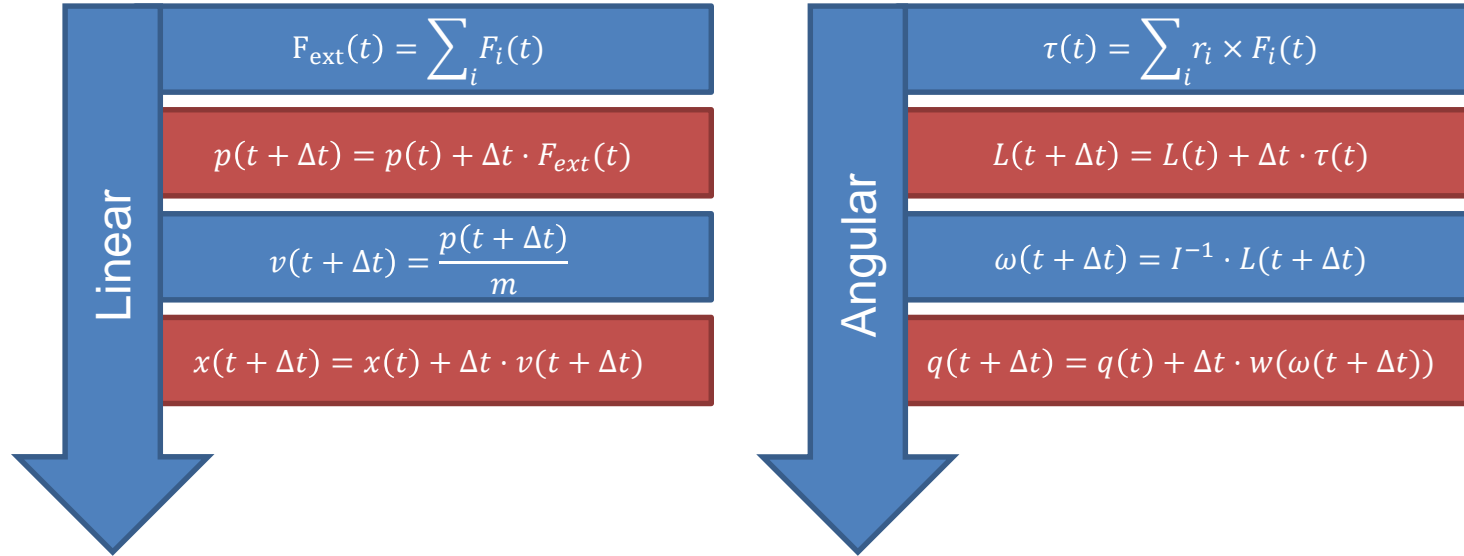 Linear
F_ext(t) = ∑_i F_i(t)
p(t + Δt) = p(t) + Δt · F_ext(t)
v(t + Δt) = p(t + Δt) / m
x(t + Δt) = x(t) + Δt · v(t + Δt)
Angular
τ(t) = ∑_i r_i × F_i(t)
L(t + Δt) = L(t) + Δt · τ(t)
ω(t + Δt) = I⁻¹ · L(t + Δt)
q(t + Δt) = q(t) + Δt · w(ω(t + Δt))